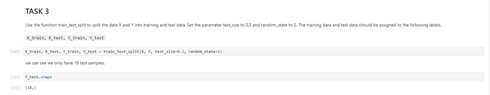 TASK 3
Use the function train_test_split to split the data X and Y into training and test data. Set the parameter test_size to 0.2 and random_state to 2. The training data and test data should be assigned to the following labels.
X_train, X_test, Y_train, Y_test
X_train, X_test, Y_train, Y_test = train_test_split(X, Y, test_size=0.2, random_state=2)
we can see we only have 18 test samples.
Y_test.shape
(18,)